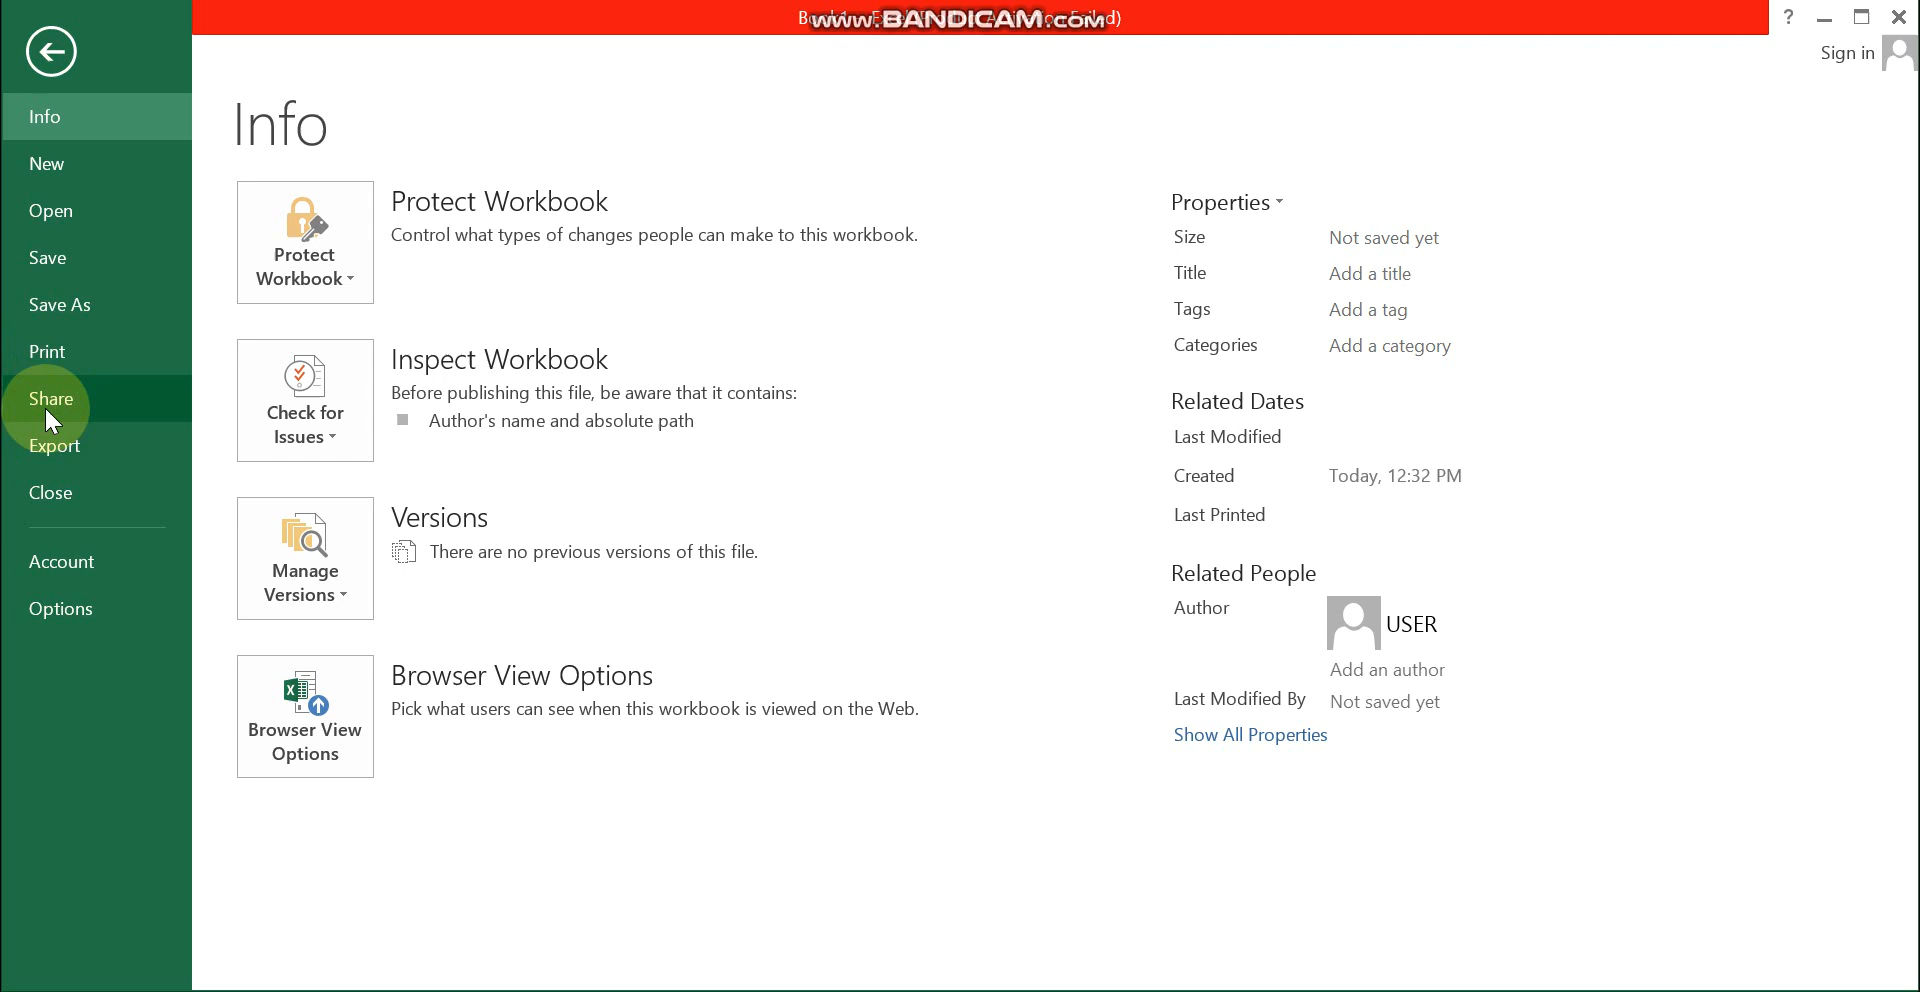 www.BANDICAM.com
?
Sign in
Info
New
Open
Save
Save As
Print
Share
Export
Close
Account
Options
Info
Protect Workbook
Protect Workbook
Control what types of changes people can make to this workbook.
Check for Issues
Inspect Workbook
Before publishing this file, be aware that it contains:
Author's name and absolute path
Manage Versions
Versions
There are no previous versions of this file.
Browser View Options
Browser View Options
Pick what users can see when this workbook is viewed on the Web.
Properties
Size Not saved yet
Title Add a title
Tags Add a tag
Categories Add a category
Related Dates
Last Modified
Created Today, 12:32 PM
Last Printed
Related People
Author USER
Add an author
Last Modified By Not saved yet
Show All Properties